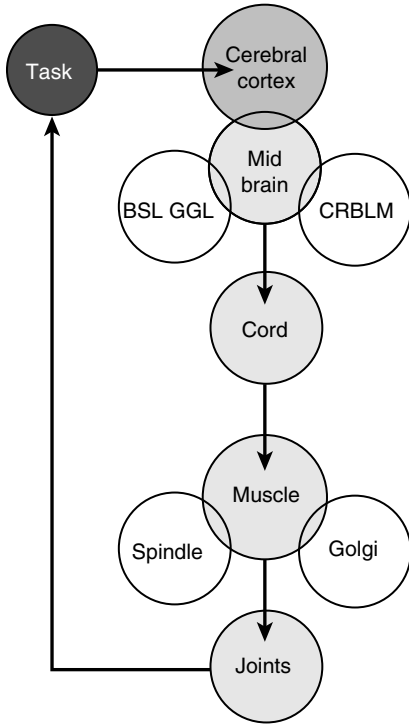 Task
Cerebral
cortex
Mid
brain
BSL GGL
CRBLM
Cord
Muscle
Spindle
Golgi
Joints